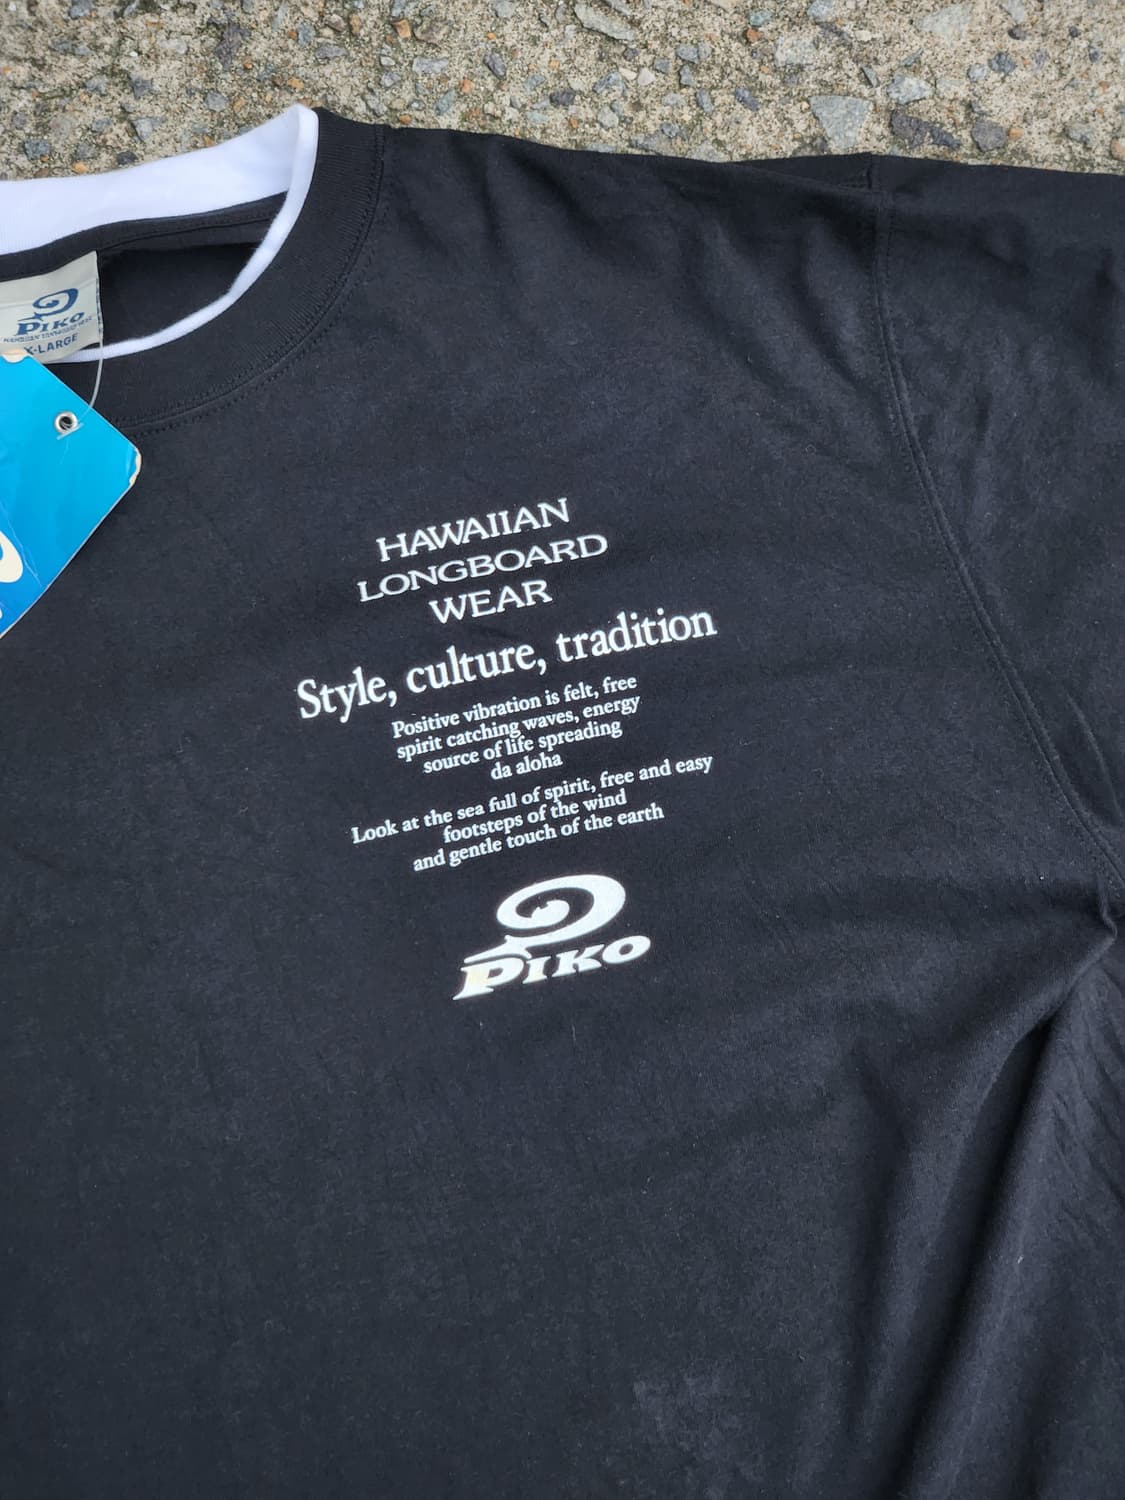 PIKO
X-LARGE
HAWAIIAN
LONGBOARD
WEAR
Style, culture, tradition
Positive vibration is felt, free
spirit catching waves, energy
source of life spreading
da aloha
Look at the sea full of spirit, free and easy
footsteps of the wind
and gentle touch of the earth
PIKO